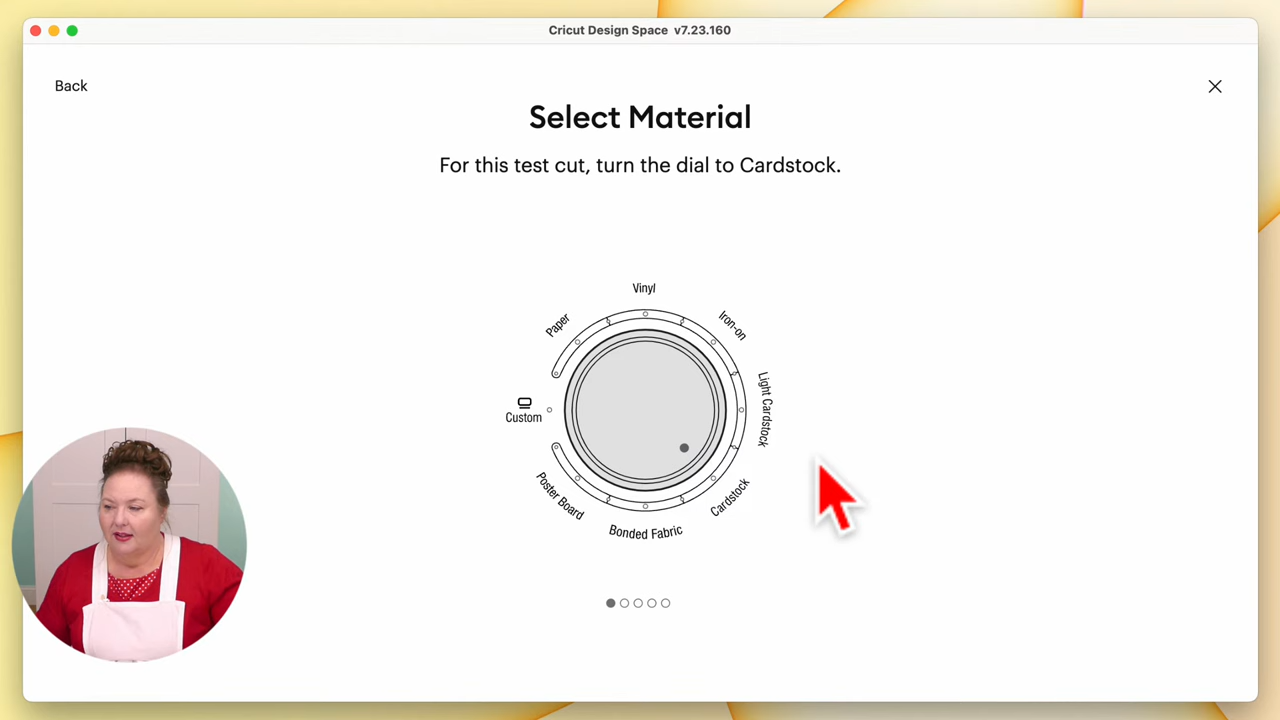 Cricut Design Space v7.23.160
Back
Select Material
For this test cut, turn the dial to Cardstock.
Vinyl
Paper
Iron-on
Light Cardstock
Custom
Poster Board
Cardstock
Bonded Fabric